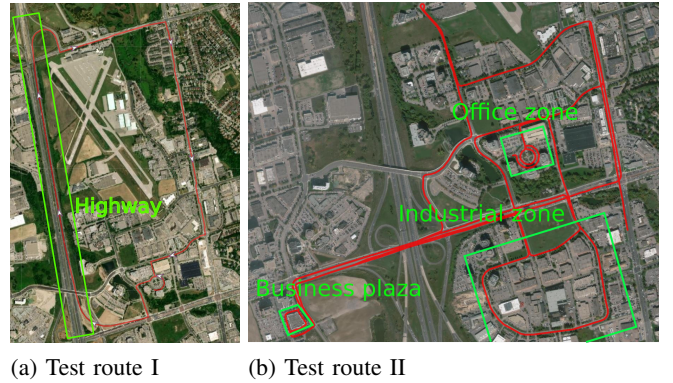 Highway
Office zone
Industrial zone
Business plaza
(a) Test route I
(b) Test route II